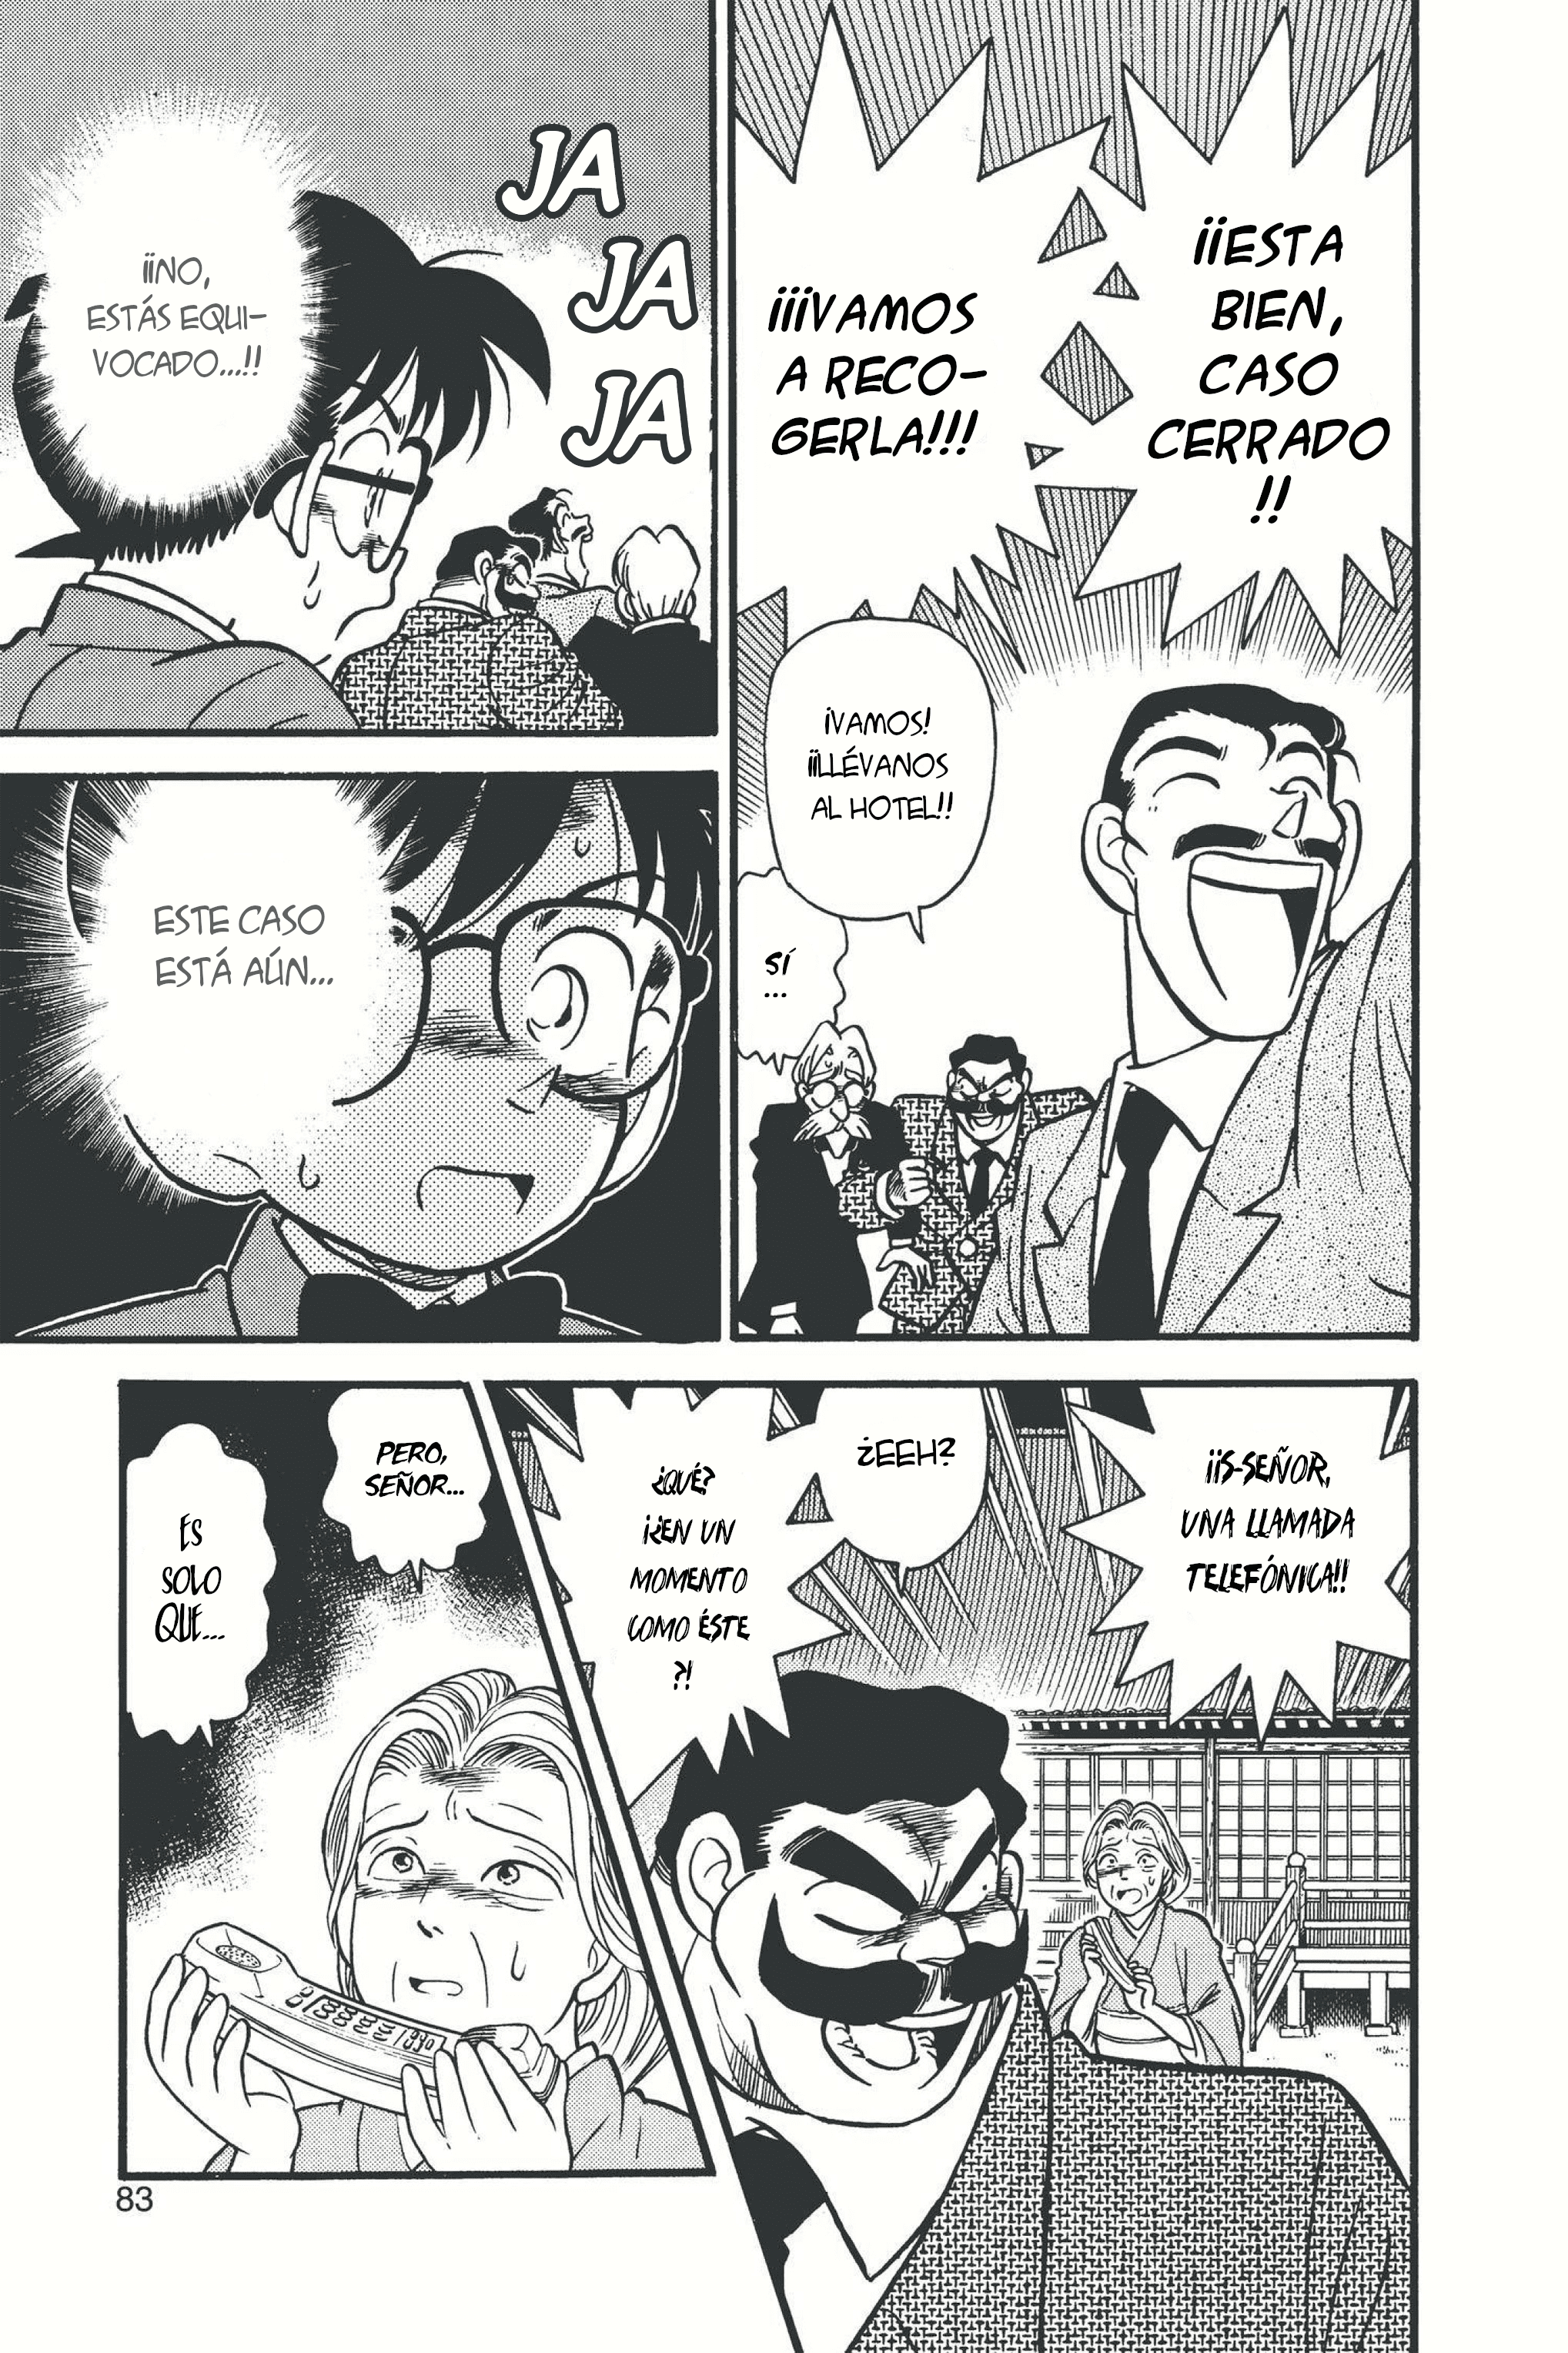 ¡¡ESTA
BIEN,
CASO
CERRADO
!!
¡¡¡VAMOS
A RECO-
GERLA!!!
¡VAMOS!
¡¡LLÉVANOS
AL HOTEL!!
SÍ
...
JA
JA
JA
¡¡NO,
ESTÁS EQUI-
VOCADO...!!
ESTE CASO
ESTÁ AÚN...
¡¡S-SEÑOR,
UNA LLAMADA
TELEFÓNICA!!
¿EEH?
¿QUÉ?
¡¿EN UN
MOMENTO
COMO ÉSTE
?!
PERO,
SEÑOR...
ES
SOLO
QUE...
83